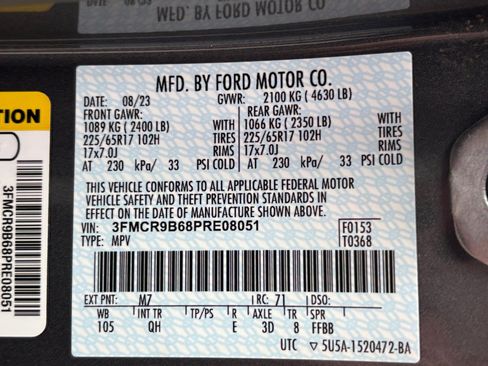 MFD. BY FORD MOTOR CO.
DATE: 08/23 GVWR: 2100 KG ( 4630 LB)
FRONT GAWR: REAR GAWR:
1089 KG ( 2400 LB) WITH 1066 KG ( 2350 LB) WITH
225/65R17 102H TIRES 225/65R17 102H TIRES
17x7.0J RIMS 17x7.0J RIMS
AT 230 kPa/ 33 PSI COLD AT 230 kPa/ 33 PSI COLD
THIS VEHICLE CONFORMS TO ALL APPLICABLE FEDERAL MOTOR
VEHICLE SAFETY AND THEFT PREVENTION STANDARDS IN EFFECT
ON THE DATE OF MANUFACTURE SHOWN ABOVE.
VIN: 3FMCR9B68PRE08051 F0153
TYPE: MPV T0368
EXT PNT: M7 RC: 71 DSO:
WB INT TR TP/PS R AXLE TR SPR
105 QH E 3D 8 FFBB
UTC ▽ 5U5A-1520472-BA
3FMCR9B68PRE08051